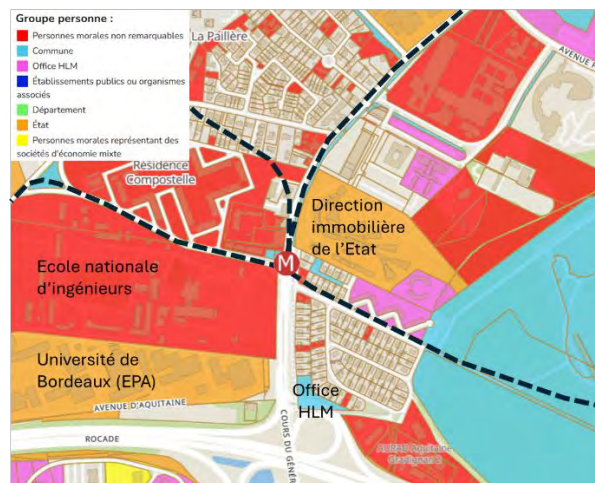 Groupe personne :
Personnes morales non remarquables
Commune
Office HLM
Établissements publics ou organismes
associés
Département
État
Personnes morales représentant des
sociétés d'économie mixte
La Paillère
AVENUE
Résidence
Compostelle
Direction
immobilière
de l'Etat
M
Ecole nationale
d'ingénieurs
Université de
Bordeaux (EPA)
Office
HLM
AVENUE D'AQUITAINE
ROCADE
COURS DU GÉNÉR
Aquitaine